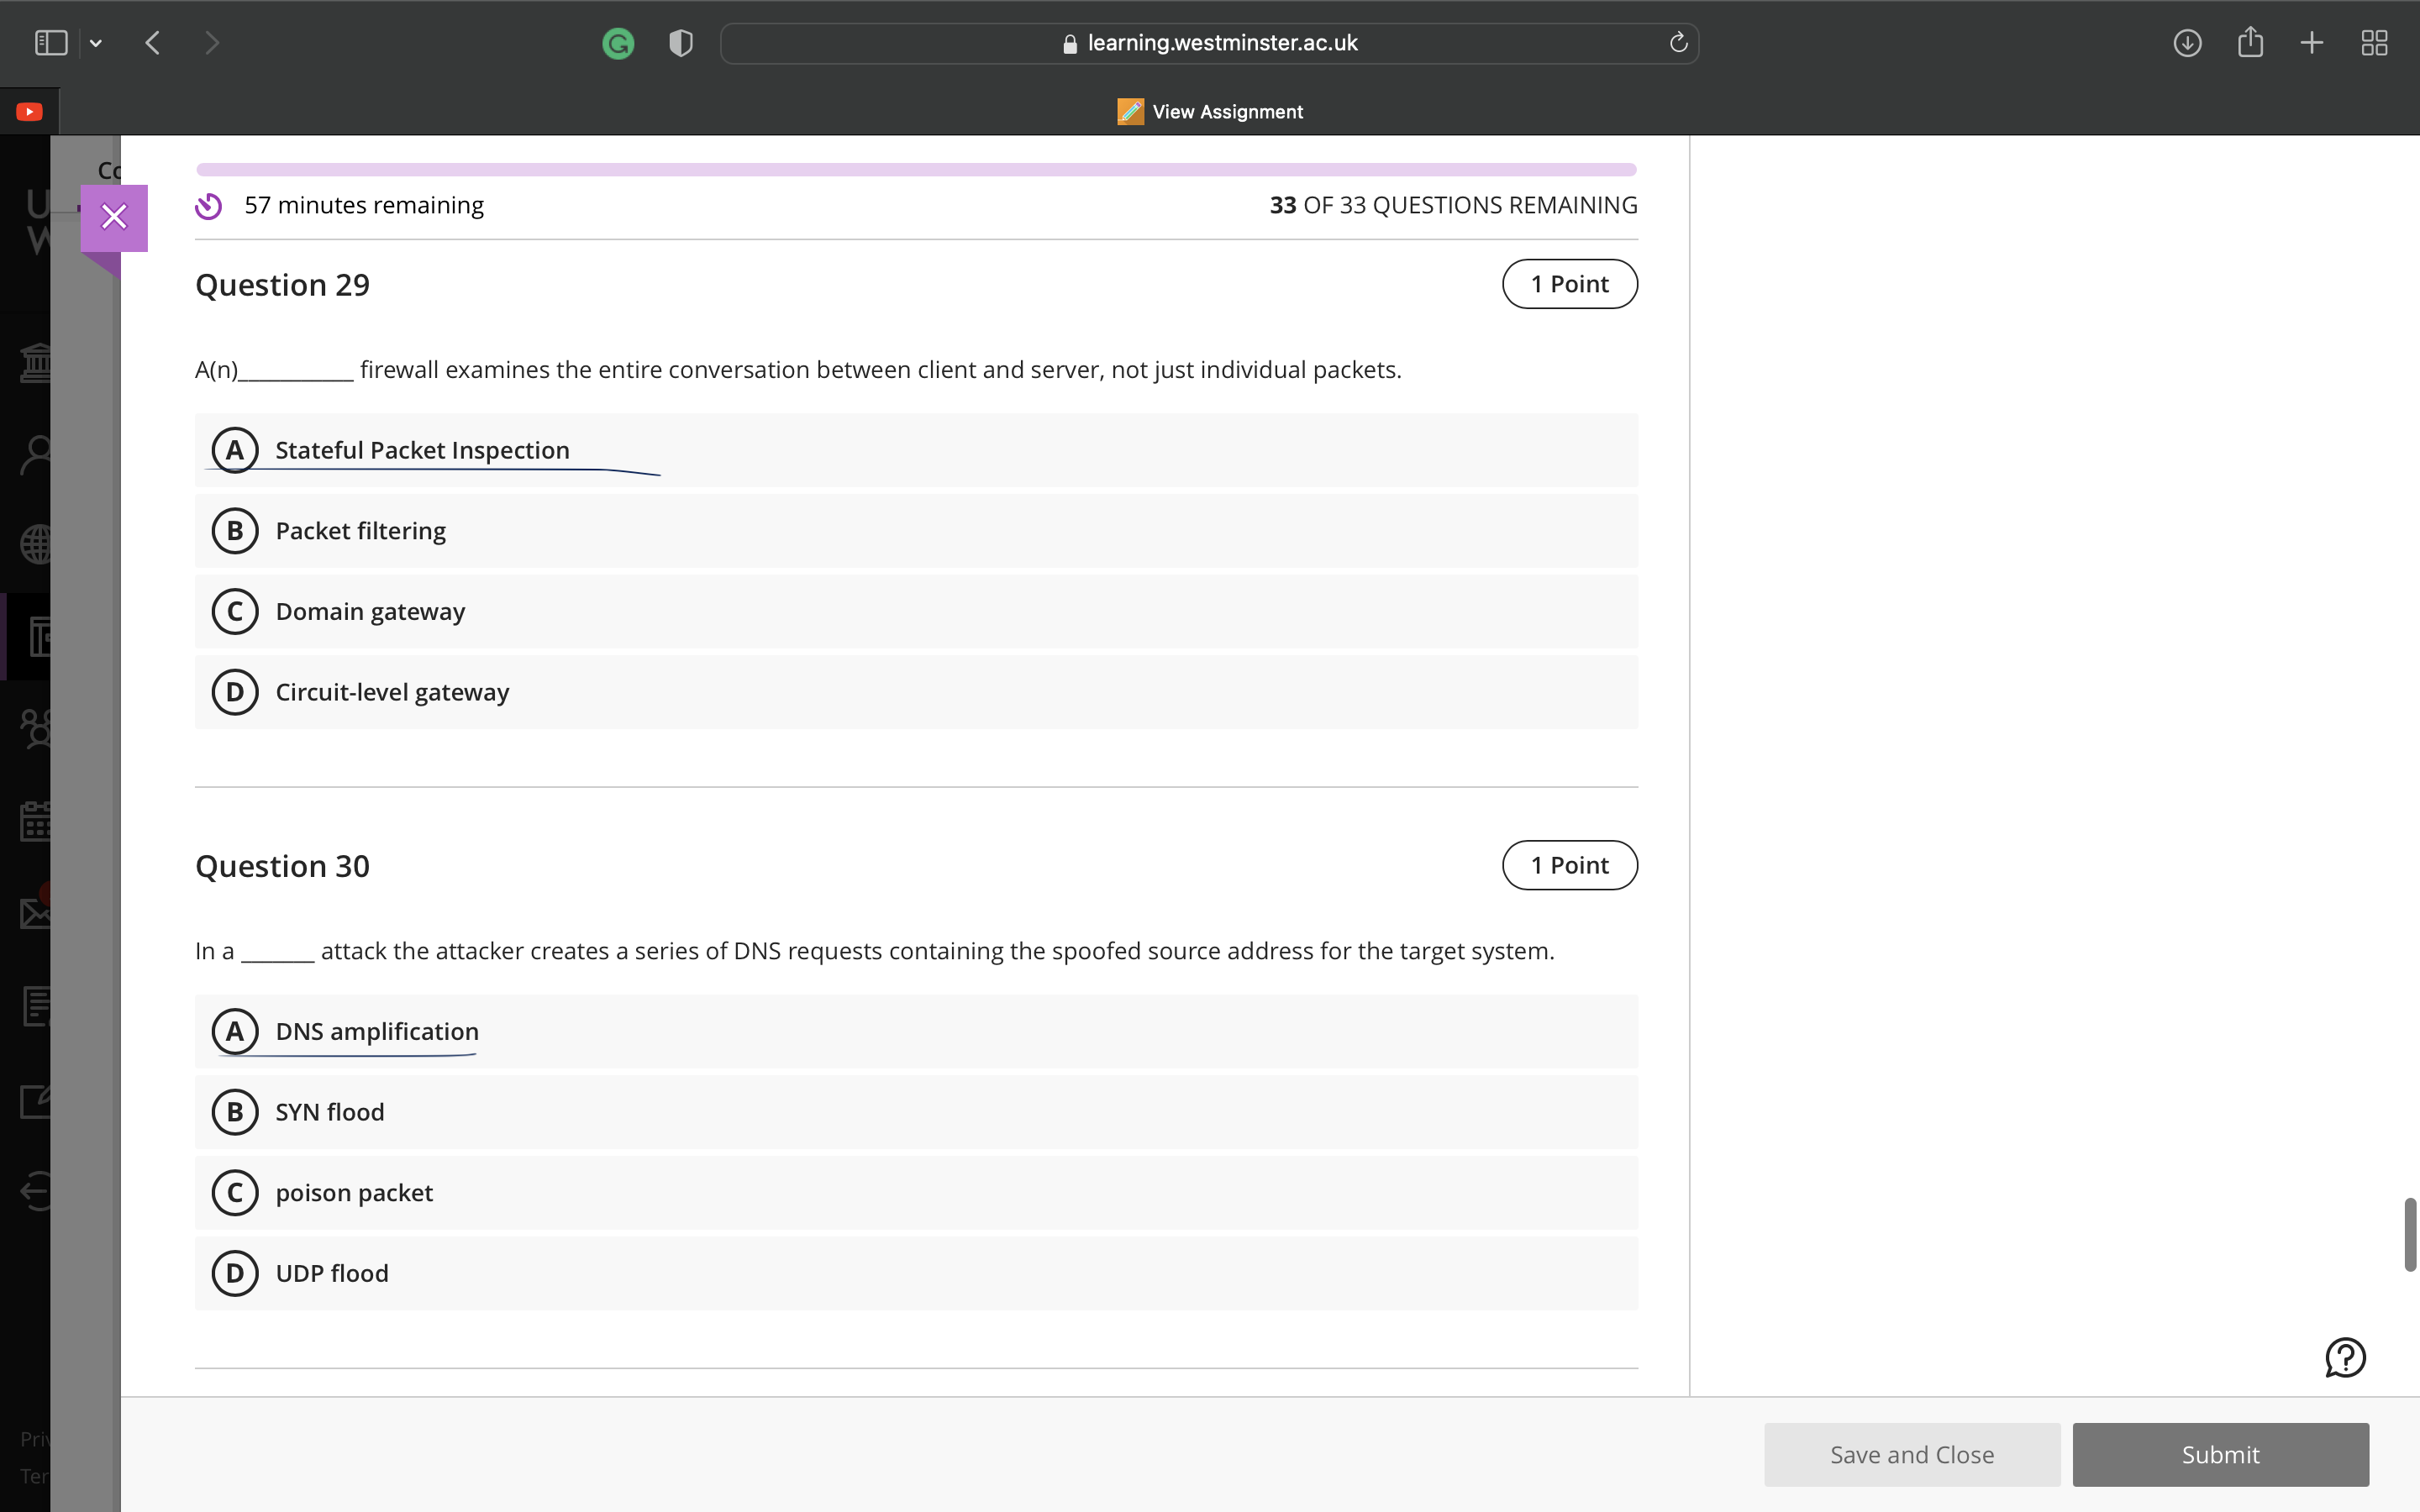 learning.westminster.ac.uk
View Assignment
57 minutes remaining
33 OF 33 QUESTIONS REMAINING
Question 29
1 Point
A(n)__________ firewall examines the entire conversation between client and server, not just individual packets.
A Stateful Packet Inspection
B Packet filtering
C Domain gateway
D Circuit-level gateway
Question 30
1 Point
In a ______ attack the attacker creates a series of DNS requests containing the spoofed source address for the target system.
A DNS amplification
B SYN flood
C poison packet
D UDP flood
Save and Close
Submit